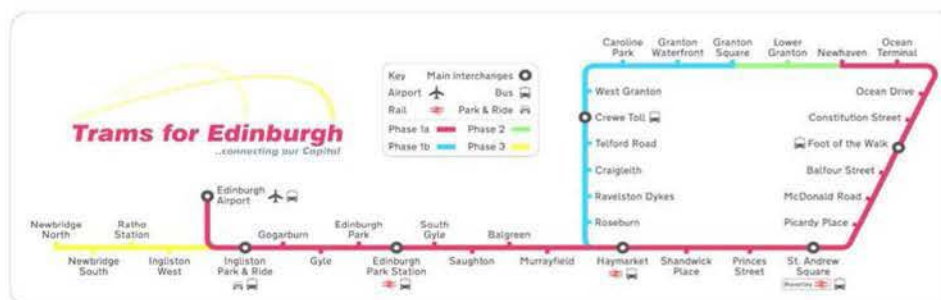 Trams for Edinburgh
...connecting our Capital
Key
Main Interchanges
Airport
Bus
Rail
Park & Ride
Phase 1a
Phase 2
Phase 1b
Phase 3
Caroline
Park
Granton
Waterfront
Granton
Square
Lower
Granton
Newhaven
Ocean
Terminal
West Granton
Crewe Toll
Telford Road
Craigleith
Ravelston Dykes
Roseburn
Ocean Drive
Constitution Street
Foot of the Walk
Balfour Street
McDonald Road
Picardy Place
Edinburgh
Airport
Newbridge
North
Ratho
Station
Gogarburn
Edinburgh
Park
South
Gyle
Balgreen
Newbridge
South
Ingliston
West
Ingliston
Park & Ride
Gyle
Edinburgh
Park Station
Saughton
Murrayfield
Haymarket
Shandwick
Place
Princes
Street
St. Andrew
Square
Waverley